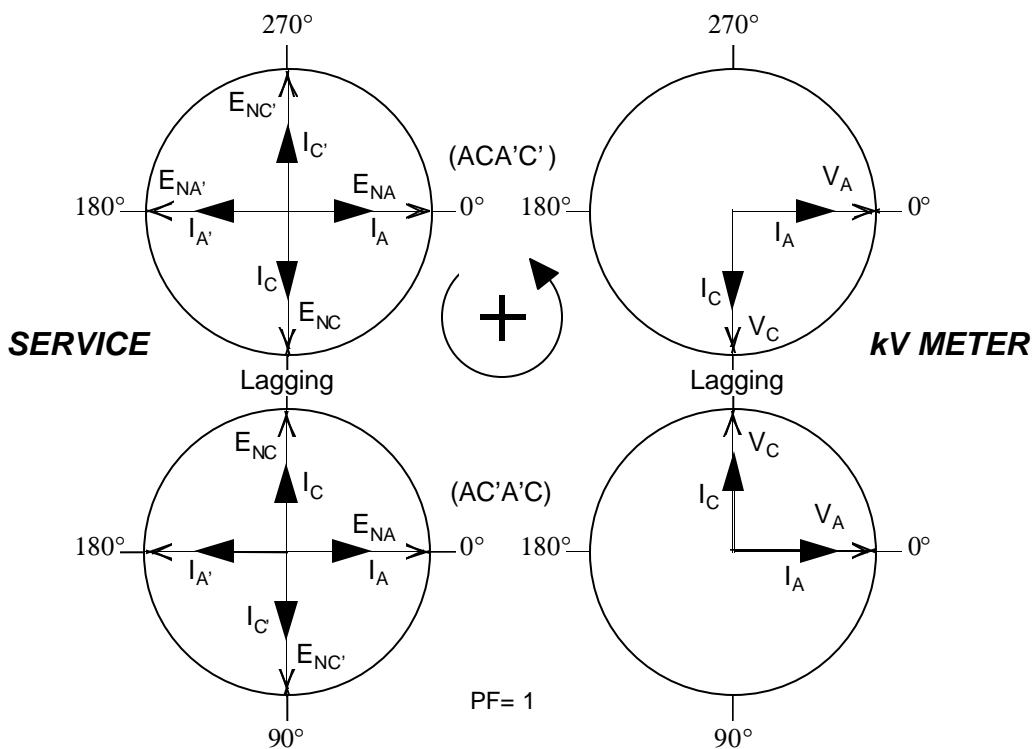 270° 270°
E_NC'
I_C' (ACA'C' )
E_NA' E_NA V_A
180° 0° 180° 0°
I_A' I_A I_A
I_C I_C
E_NC V_C
SERVICE + kV METER
Lagging Lagging
E_NC V_C
I_C (AC'A'C) I_C
E_NA V_A
180° 0° 180° 0°
I_A' I_A I_A
I_C'
E_NC'
PF= 1
90° 90°